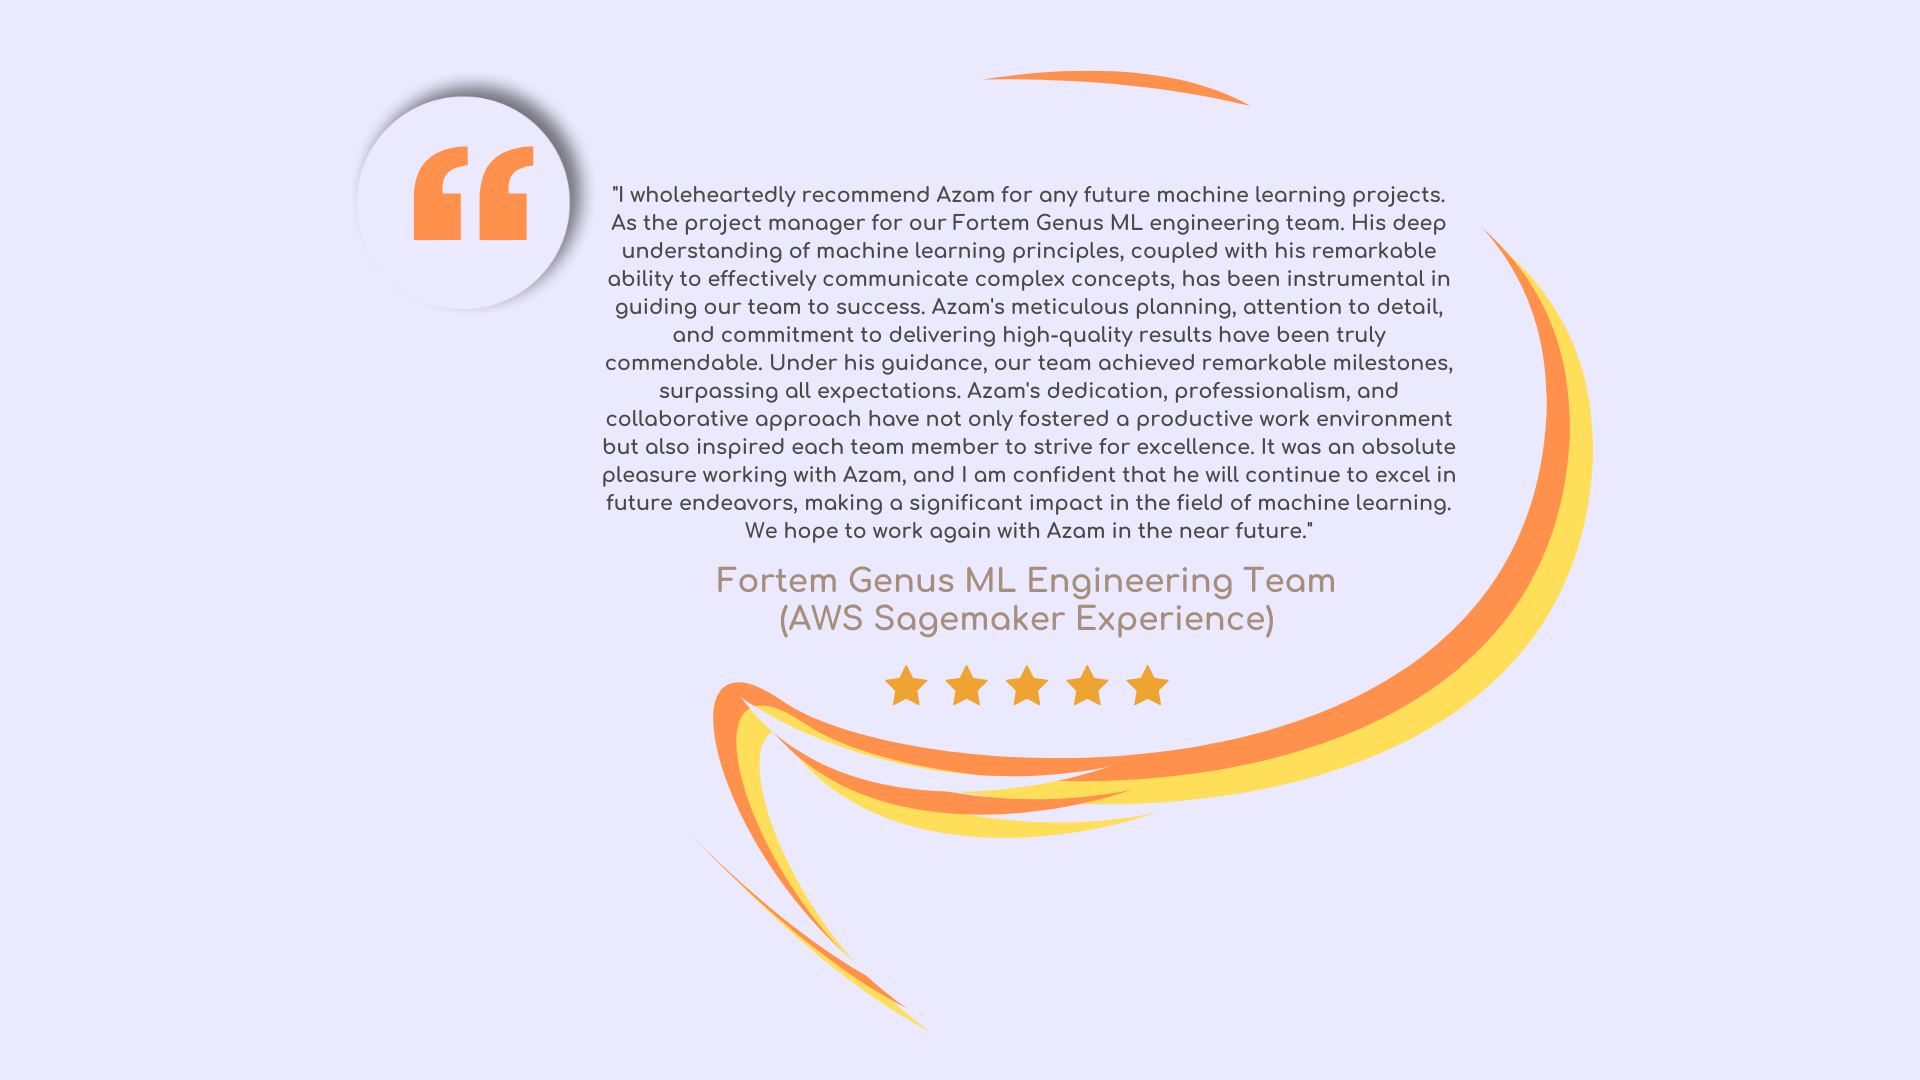 "I wholeheartedly recommend Azam for any future machine learning projects.
As the project manager for our Fortem Genus ML engineering team. His deep
understanding of machine learning principles, coupled with his remarkable
ability to effectively communicate complex concepts, has been instrumental in
guiding our team to success. Azam's meticulous planning, attention to detail,
and commitment to delivering high-quality results have been truly
commendable. Under his guidance, our team achieved remarkable milestones,
surpassing all expectations. Azam's dedication, professionalism, and
collaborative approach have not only fostered a productive work environment
but also inspired each team member to strive for excellence. It was an absolute
pleasure working with Azam, and I am confident that he will continue to excel in
future endeavors, making a significant impact in the field of machine learning.
We hope to work again with Azam in the near future."
Fortem Genus ML Engineering Team
(AWS Sagemaker Experience)